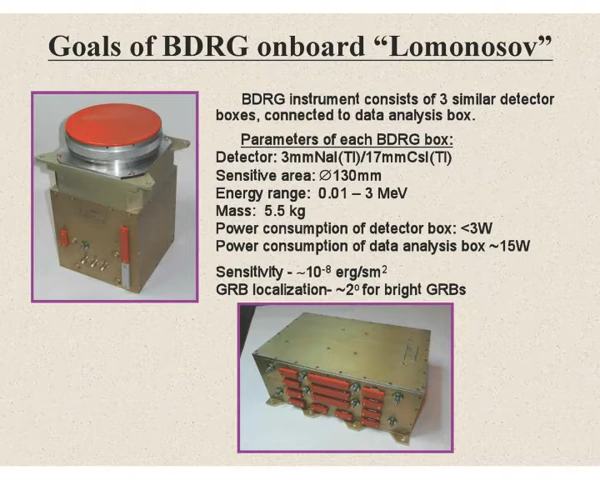 Goals of BDRG onboard “Lomonosov”
BDRG instrument consists of 3 similar detector
boxes, connected to data analysis box.
Parameters of each BDRG box:
Detector: 3mmNaI(Tl)/17mmCsI(Tl)
Sensitive area: ∅130mm
Energy range: 0.01 – 3 MeV
Mass: 5.5 kg
Power consumption of detector box: <3W
Power consumption of data analysis box ~15W
Sensitivity - ~10⁻⁸ erg/sm²
GRB localization- ~2º for bright GRBs